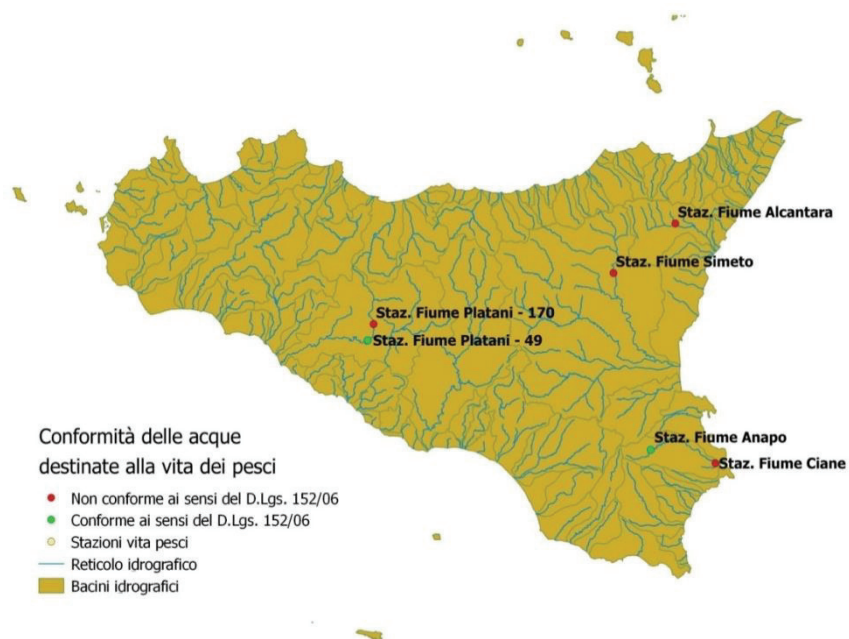 Staz. Fiume Alcantara
Staz. Fiume Simeto
Staz. Fiume Platani - 170
Staz. Fiume Platani - 49
Staz. Fiume Anapo
Staz. Fiume Ciane
Conformità delle acque
destinate alla vita dei pesci
Non conforme ai sensi del D.Lgs. 152/06
Conforme ai sensi del D.Lgs. 152/06
Stazioni vita pesci
Reticolo idrografico
Bacini idrografici